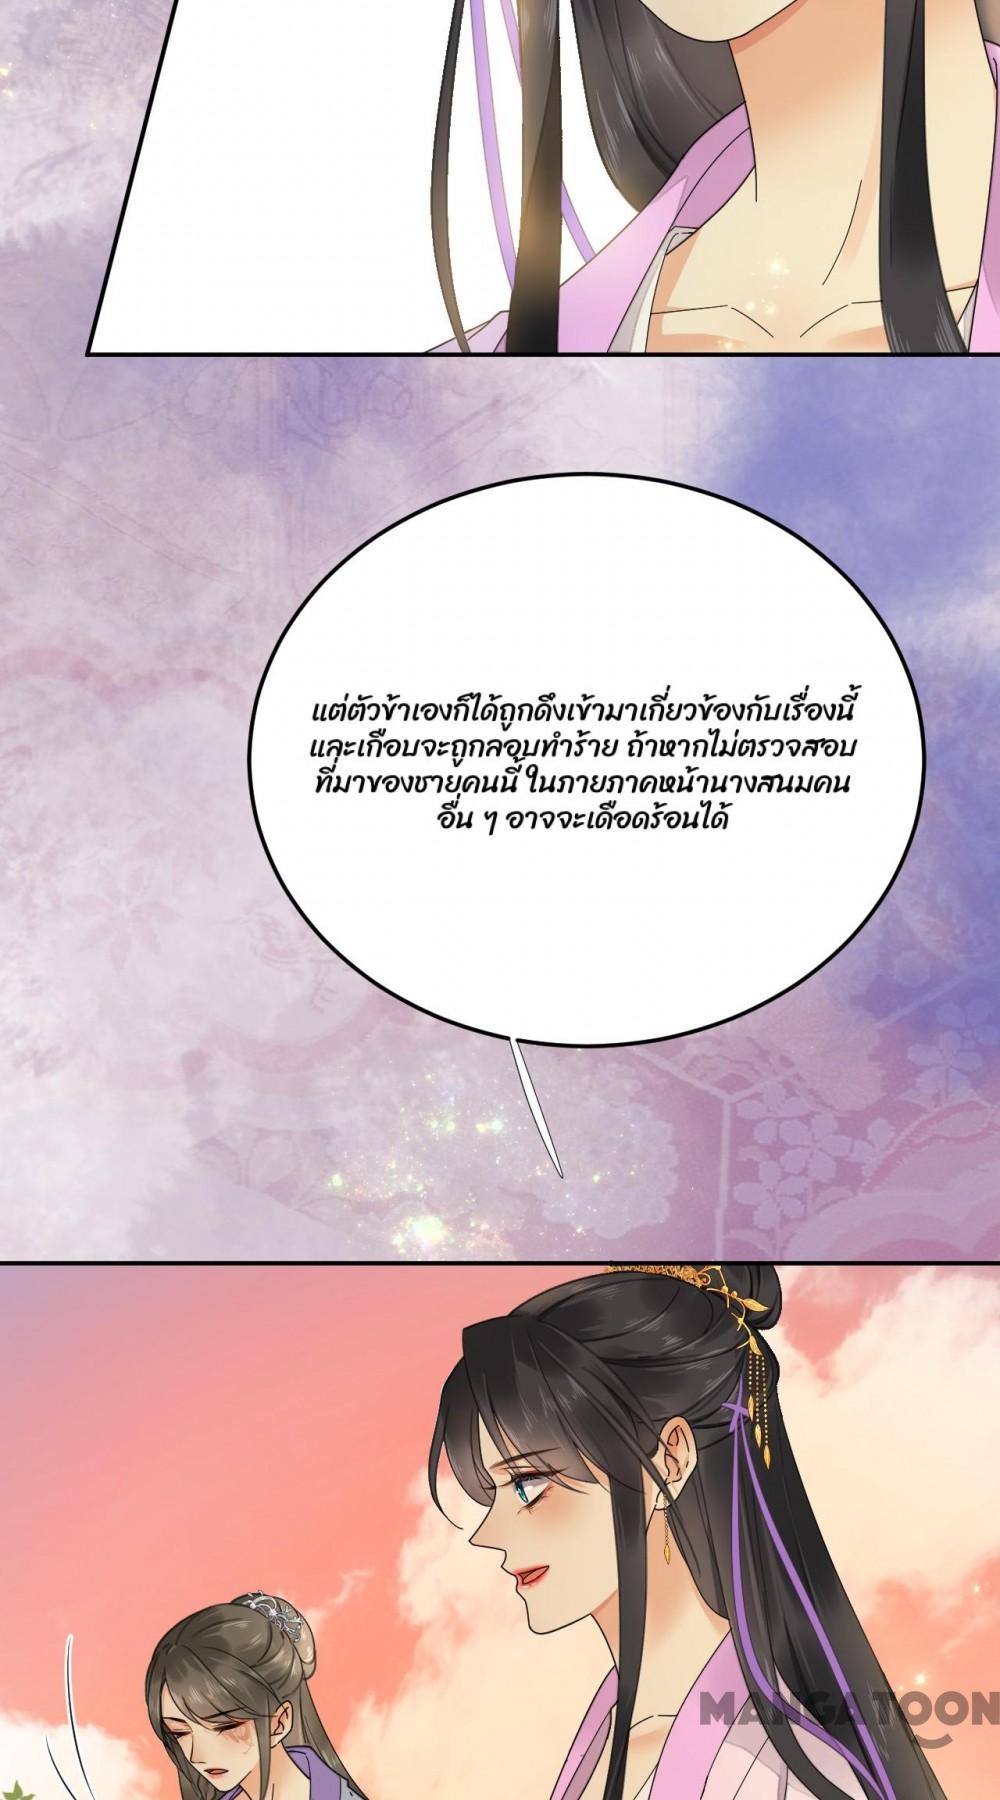 แต่ตัวข้าเองก็ได้ถูกดึงเข้ามาเกี่ยวข้องกับเรื่องนี้
และเกือบจะถูกลอบทำร้าย ถ้าหากไม่ตรวจสอบ
ที่มาของชายคนนี้ ในภายภาคหน้านางสนมคน
อื่น ๆ อาจจะเดือดร้อนได้
MANGATOON